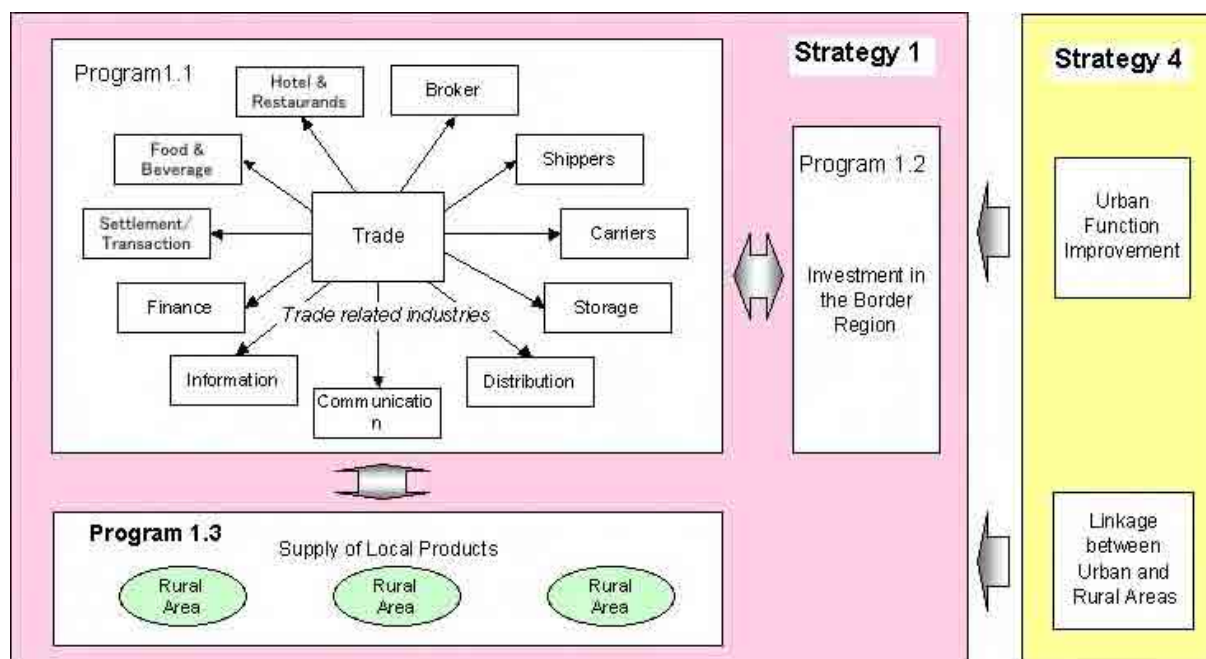 Strategy 1
Strategy 4
Program1.1
Hotel &
Restaurands
Broker
Food &
Beverage
Shippers
Settlement/
Transaction
Trade
Carriers
Finance
Trade related industries
Storage
Information
Communicatio
n
Distribution
Program 1.2
Investment in
the Border
Region
Urban
Function
Improvement
Program 1.3
Supply of Local Products
Rural
Area
Rural
Area
Rural
Area
Linkage
between
Urban and
Rural Areas